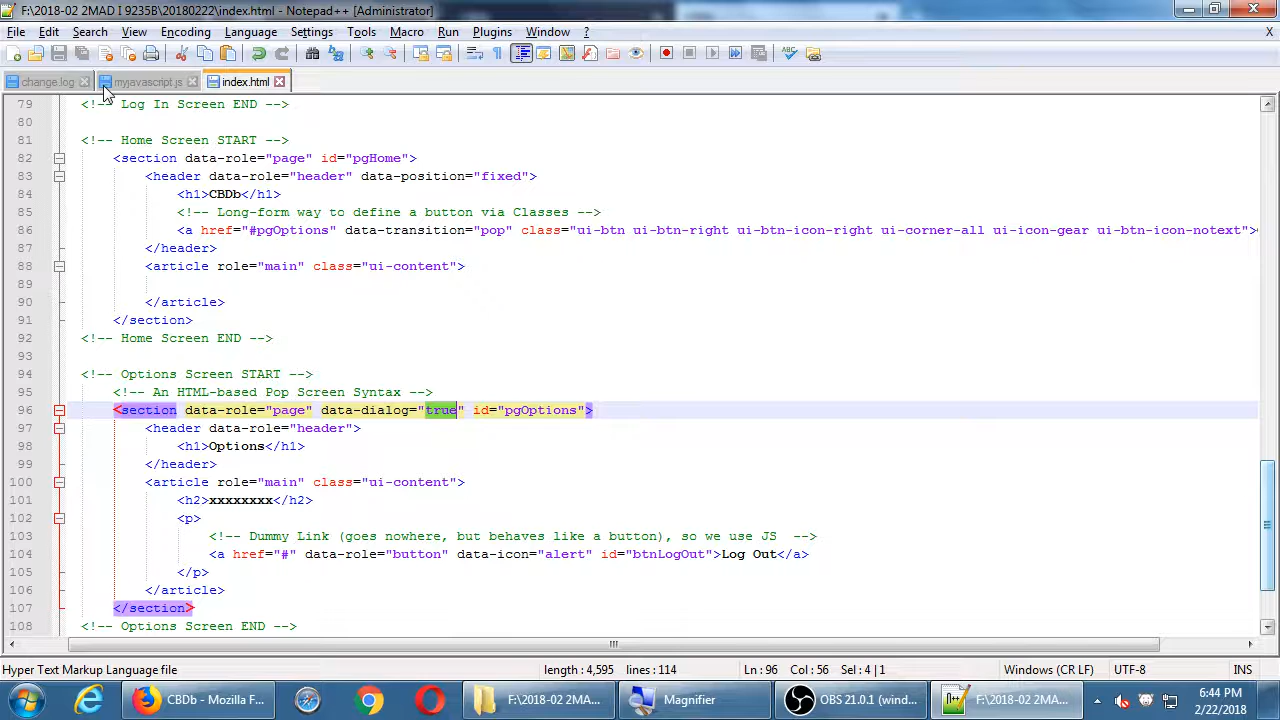 F:\2018-02 2MAD I 9235B\20180222\index.html - Notepad++ [Administrator]
File Edit Search View Encoding Language Settings Tools Macro Run Plugins Window ? X
change.log myjavascript.js index.html
79 <!-- Log In Screen END -->
80
81 <!-- Home Screen START -->
82 <section data-role="page" id="pgHome">
83 <header data-role="header" data-position="fixed">
84 <h1>CBDb</h1>
85 <!-- Long-form way to define a button via Classes -->
86 <a href="#pgOptions" data-transition="pop" class="ui-btn ui-btn-right ui-btn-icon-right ui-corner-all ui-icon-gear ui-btn-icon-notext">
87 </header>
88 <article role="main" class="ui-content">
89
90 </article>
91 </section>
92 <!-- Home Screen END -->
93
94 <!-- Options Screen START -->
95 <!-- An HTML-based Pop Screen Syntax -->
96 <section data-role="page" data-dialog="true" id="pgOptions">
97 <header data-role="header">
98 <h1>Options</h1>
99 </header>
100 <article role="main" class="ui-content">
101 <h2>xxxxxxxx</h2>
102 <p>
103 <!-- Dummy Link (goes nowhere, but behaves like a button), so we use JS -->
104 <a href="#" data-role="button" data-icon="alert" id="btnLogOut">Log Out</a>
105 </p>
106 </article>
107 </section>
108 <!-- Options Screen END -->
Hyper Text Markup Language file length : 4,595 lines : 114 Ln : 96 Col : 56 Sel : 4 | 1 Windows (CR LF) UTF-8 INS
CBDb - Mozilla F... F:\2018-02 2MA... Magnifier OBS 21.0.1 (wind... F:\2018-02 2MA... 6:44 PM
2/22/2018